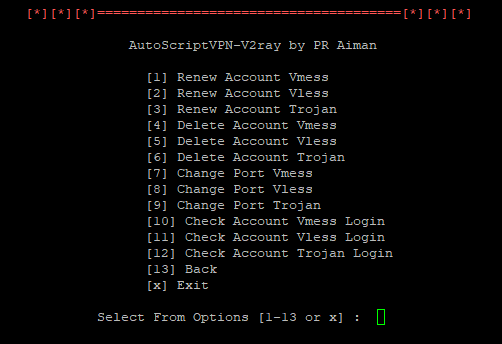 [*][*][*]======================================[*][*][*]
AutoScriptVPN-V2ray by PR Aiman
[1] Renew Account Vmess
[2] Renew Account Vless
[3] Renew Account Trojan
[4] Delete Account Vmess
[5] Delete Account Vless
[6] Delete Account Trojan
[7] Change Port Vmess
[8] Change Port Vless
[9] Change Port Trojan
[10] Check Account Vmess Login
[11] Check Account Vless Login
[12] Check Account Trojan Login
[13] Back
[x] Exit
Select From Options [1-13 or x] :